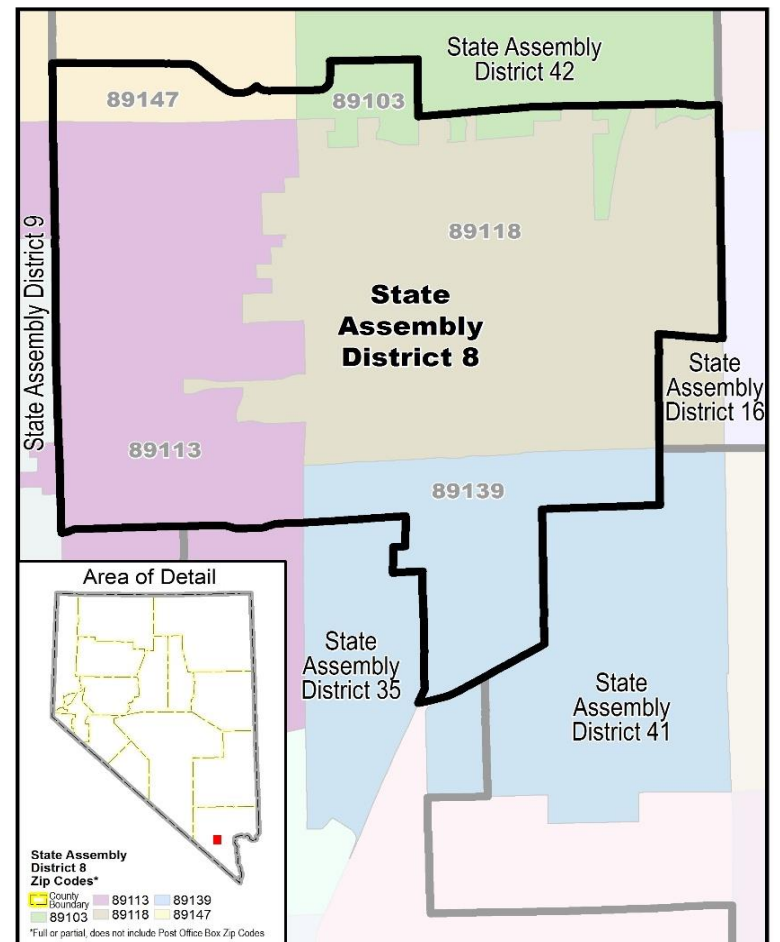 State Assembly
District 42
89147
89103
State Assembly District 9
89118
State
Assembly
District 8
State
Assembly
District 16
89113
89139
Area of Detail
State
Assembly
District 35
State
Assembly
District 41
State Assembly
District 8
Zip Codes*
County
Boundary
89103
89113
89118
89139
89147
*Full or partial, does not include Post Office Box Zip Codes